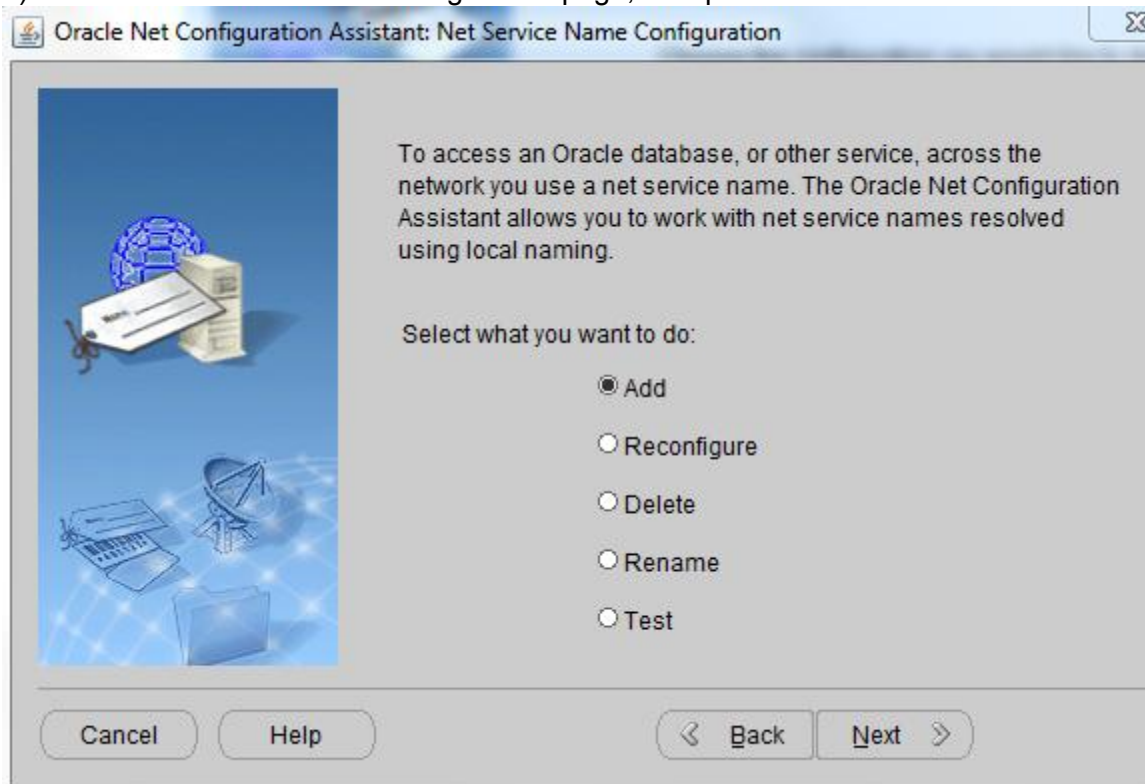 Oracle Net Configuration Assistant: Net Service Name Configuration
To access an Oracle database, or other service, across the
network you use a net service name. The Oracle Net Configuration
Assistant allows you to work with net service names resolved
using local naming.
Select what you want to do:
Add
Reconfigure
Delete
Rename
Test
Cancel Help Back Next